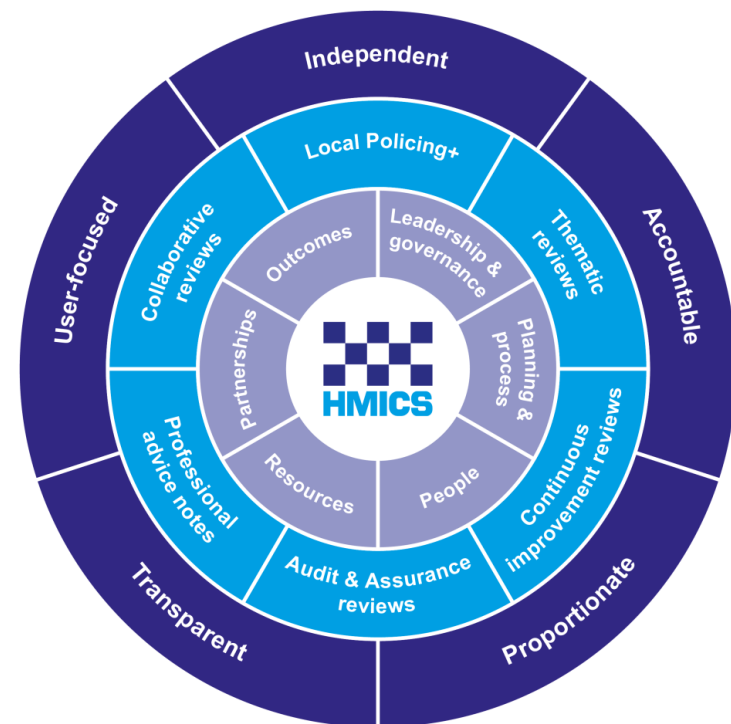 Independent
Accountable
Proportionate
Transparent
User-focused
Local Policing+
Thematic
reviews
Continuous
improvement reviews
Audit & Assurance
reviews
Professional
advice notes
Collaborative
reviews
Leadership &
governance
Planning &
process
People
Resources
Partnerships
Outcomes
HMICS